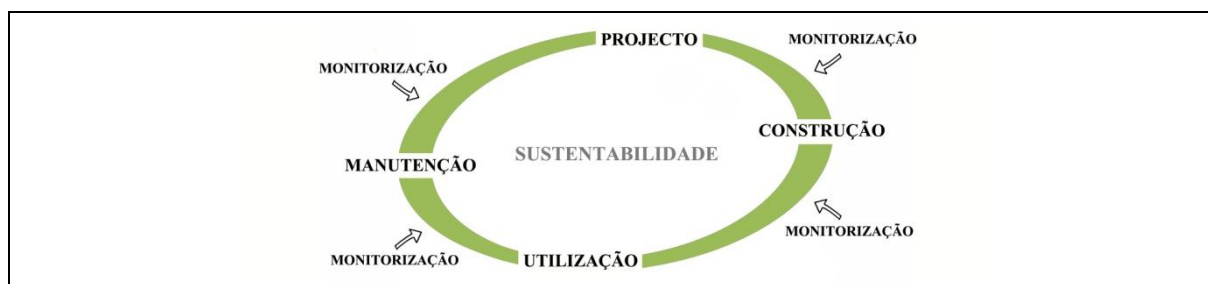 PROJECTO
MONITORIZAÇÃO
MONITORIZAÇÃO
CONSTRUÇÃO
SUSTENTABILIDADE
MANUTENÇÃO
MONITORIZAÇÃO
MONITORIZAÇÃO
UTILIZAÇÃO